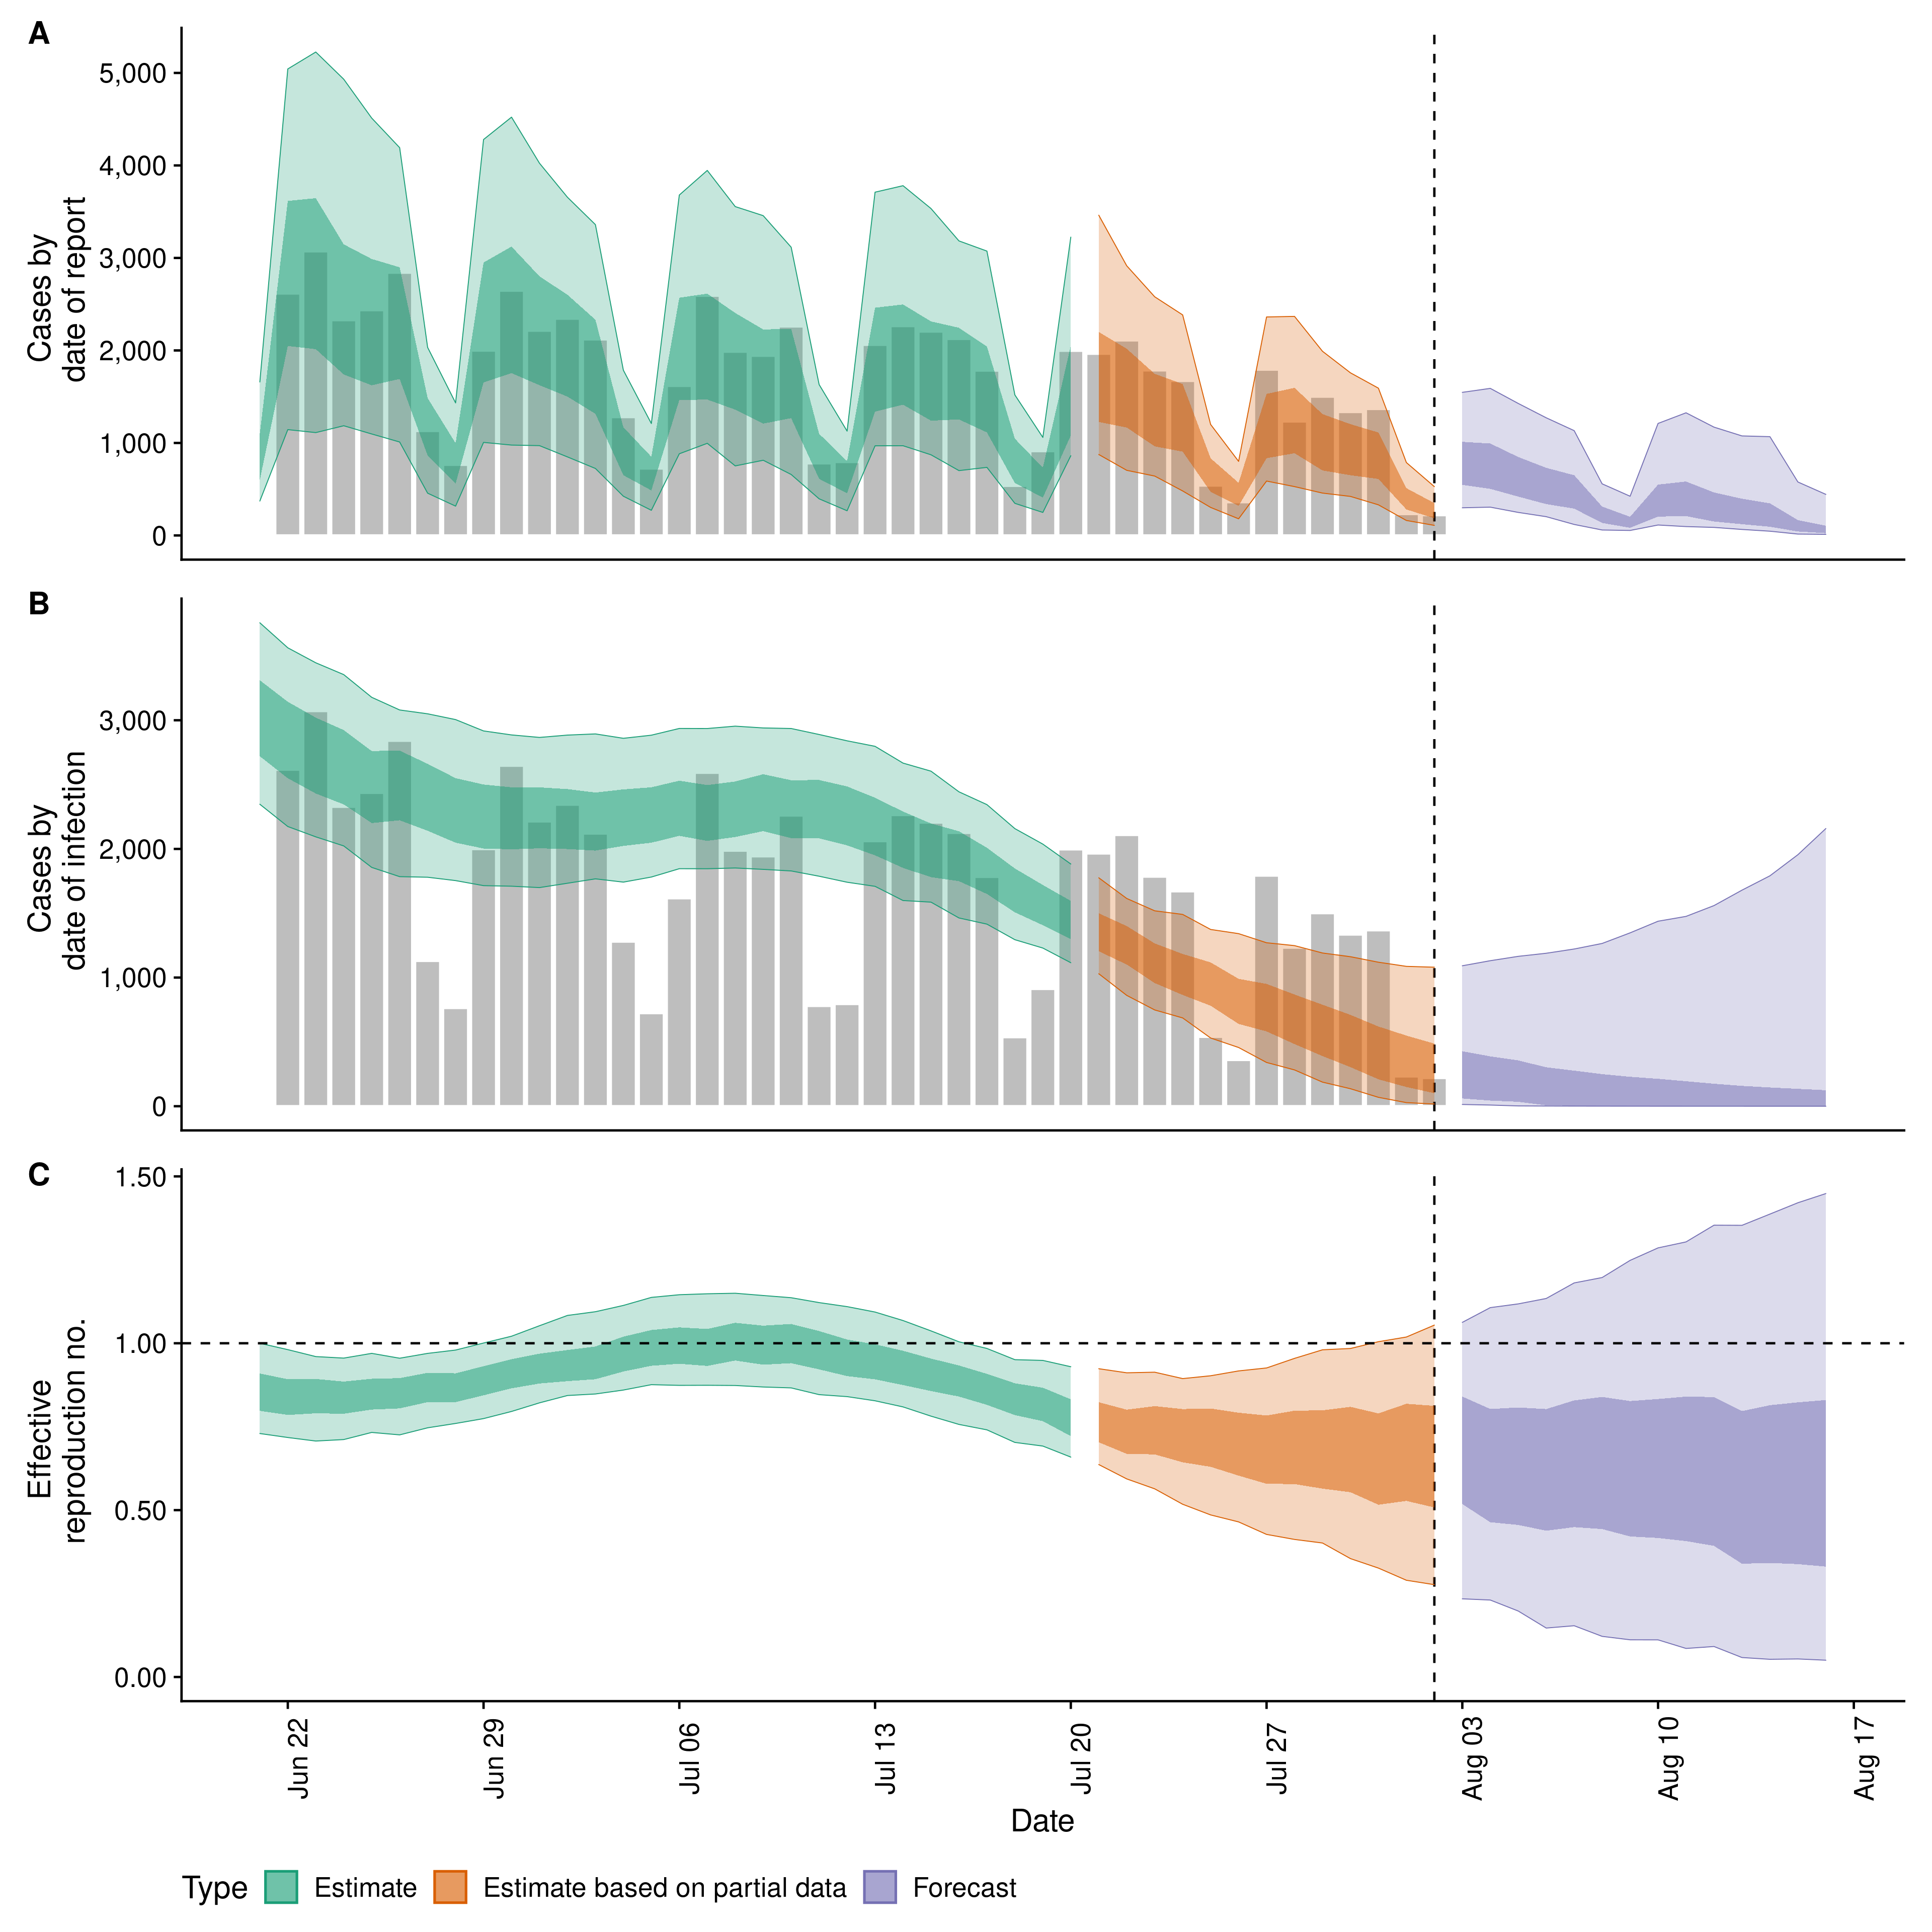 A
5,000
4,000
3,000
2,000
1,000
0
Cases by
date of report
B
3,000
2,000
1,000
0
Cases by
date of infection
C
1.50
1.00
0.50
0.00
Effective
reproduction no.
Jun 22
Jun 29
Jul 06
Jul 13
Jul 20
Jul 27
Aug 03
Aug 10
Aug 17
Date
Type
Estimate
Estimate based on partial data
Forecast